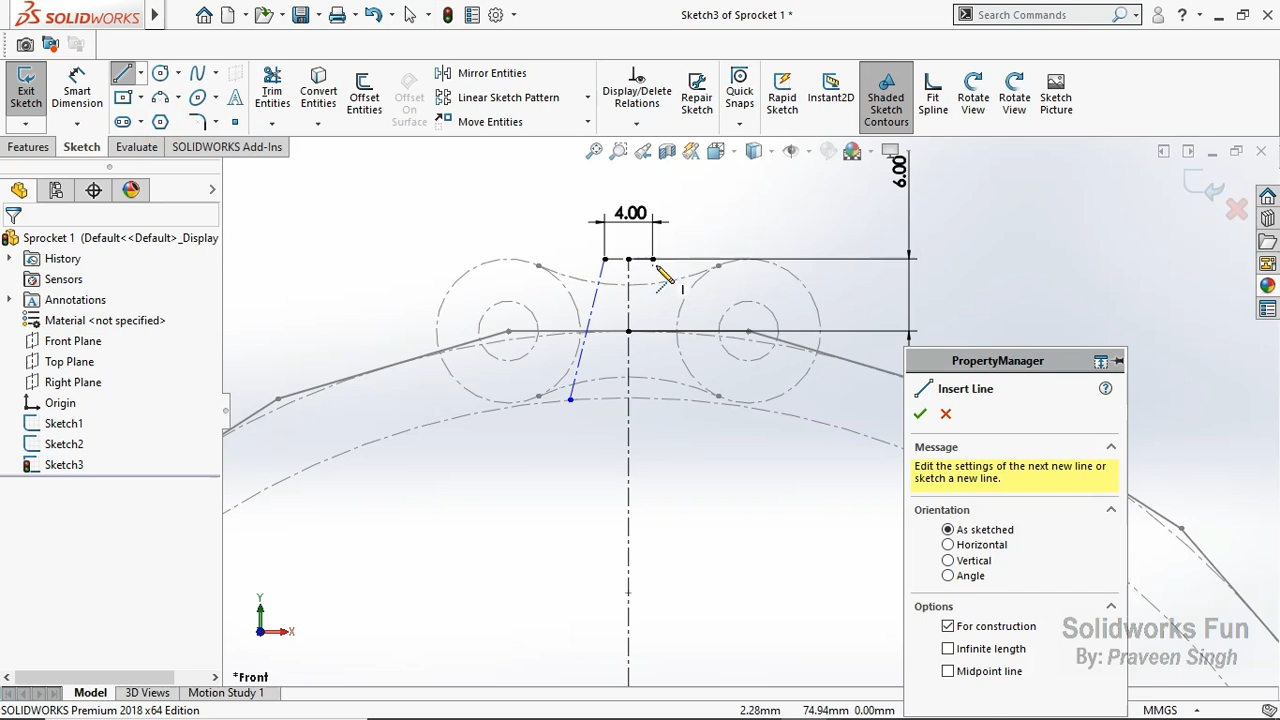 SOLIDWORKS
Sketch3 of Sprocket 1 *
Search Commands
?
Exit Sketch
Smart Dimension
Trim Entities
Convert Entities
Offset Entities
Offset On Surface
Mirror Entities
Linear Sketch Pattern
Move Entities
Display/Delete Relations
Repair Sketch
Quick Snaps
Rapid Sketch
Instant2D
Shaded Sketch Contours
Fit Spline
Rotate View
Rotate View
Sketch Picture
Features
Sketch
Evaluate
SOLIDWORKS Add-Ins
Sprocket 1 (Default<<Default>_Display
History
Sensors
Annotations
Material <not specified>
Front Plane
Top Plane
Right Plane
Origin
Sketch1
Sketch2
Sketch3
4.00
6.00
PropertyManager
Insert Line
Message
Edit the settings of the next new line or
sketch a new line.
Orientation
As sketched
Horizontal
Vertical
Angle
Options
For construction
Infinite length
Midpoint line
Solidworks Fun
By: Praveen Singh
Y
X
*Front
Model
3D Views
Motion Study 1
SOLIDWORKS Premium 2018 x64 Edition
2.28mm
74.94mm
0.00mm
MMGS